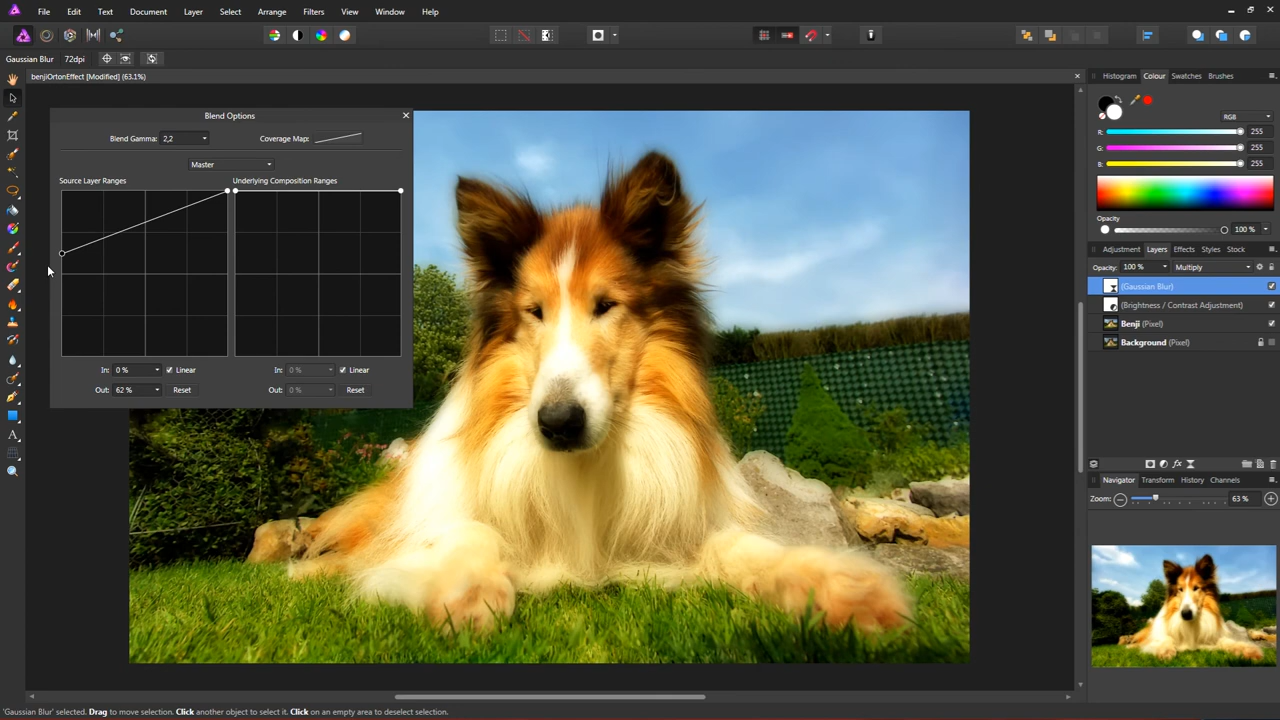 File Edit Text Document Layer Select Arrange Filters View Window Help
Gaussian Blur 72dpi
benjiOrtonEffect [Modified] (63.1%)
Histogram Colour Swatches Brushes
RGB
R: 255
G: 255
B: 255
Opacity
100 %
Adjustment Layers Effects Styles Stock
Opacity: 100 % Multiply
(Gaussian Blur)
(Brightness / Contrast Adjustment)
Benji (Pixel)
Background (Pixel)
fx
Navigator Transform History Channels
Zoom: 63 %
Blend Options
Blend Gamma: 2,2 Coverage Map:
Master
Source Layer Ranges Underlying Composition Ranges
In: 0 % Linear In: 0 % Linear
Out: 62 % Reset Out: 0 % Reset
A
'Gaussian Blur' selected. Drag to move selection. Click another object to select it. Click on an empty area to deselect selection.